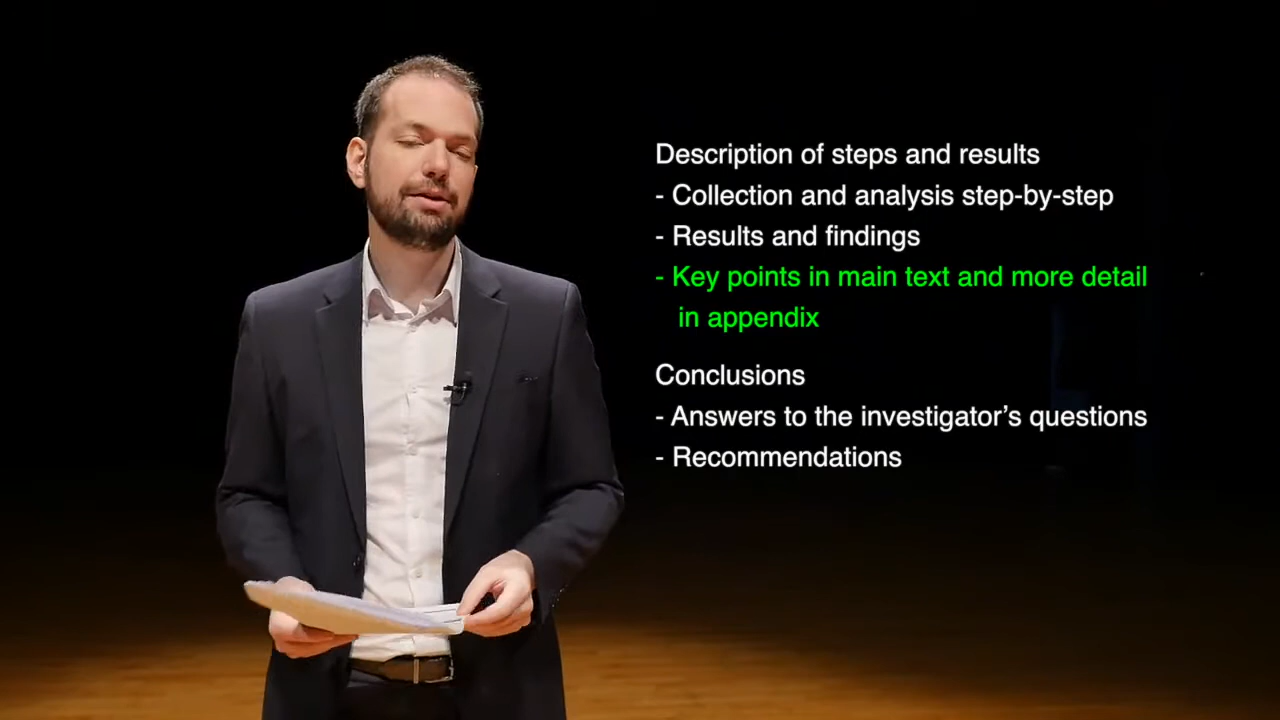 Description of steps and results
- Collection and analysis step-by-step
- Results and findings
- Key points in main text and more detail
in appendix
Conclusions
- Answers to the investigator’s questions
- Recommendations